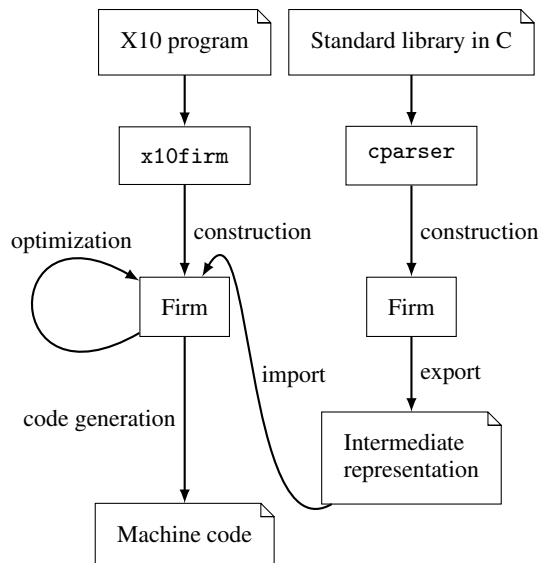 X10 program
Standard library in C
x10firm
cparser
construction
construction
optimization
Firm
Firm
import
export
code generation
Intermediate
representation
Machine code